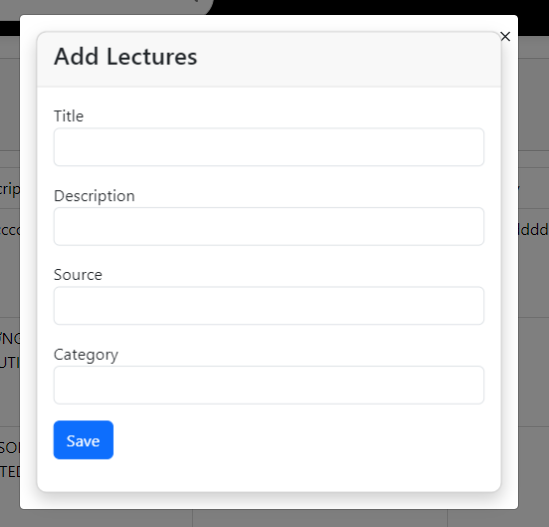 Add Lectures
×
Title
Description
Source
Category
Save